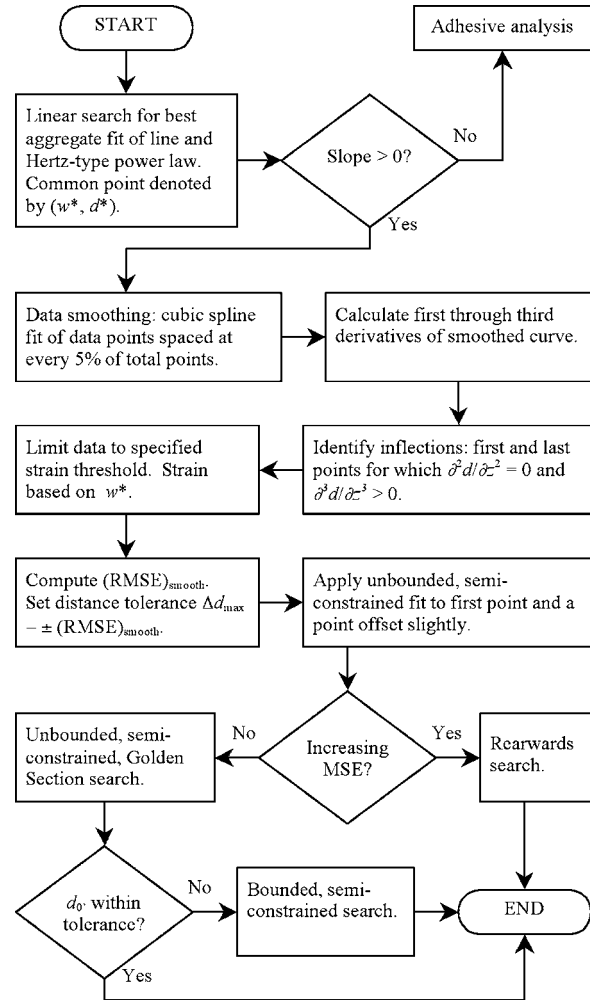 START
Adhesive analysis
Linear search for best
aggregate fit of line and
Hertz-type power law.
Common point denoted
by (w*, d*).
Slope > 0?
No
Yes
Data smoothing: cubic spline
fit of data points spaced at
every 5% of total points.
Calculate first through third
derivatives of smoothed curve.
Identify inflections: first and last
points for which ∂²d/∂z² = 0 and
∂³d/∂z³ > 0.
Limit data to specified
strain threshold. Strain
based on w*.
Compute (RMSE)smooth.
Set distance tolerance Δdmax
– ± (RMSE)smooth.
Apply unbounded, semi-
constrained fit to first point and a
point offset slightly.
Increasing
MSE?
No
Yes
Unbounded, semi-
constrained, Golden
Section search.
Rearwards
search.
d0' within
tolerance?
No
Yes
Bounded, semi-
constrained search.
END